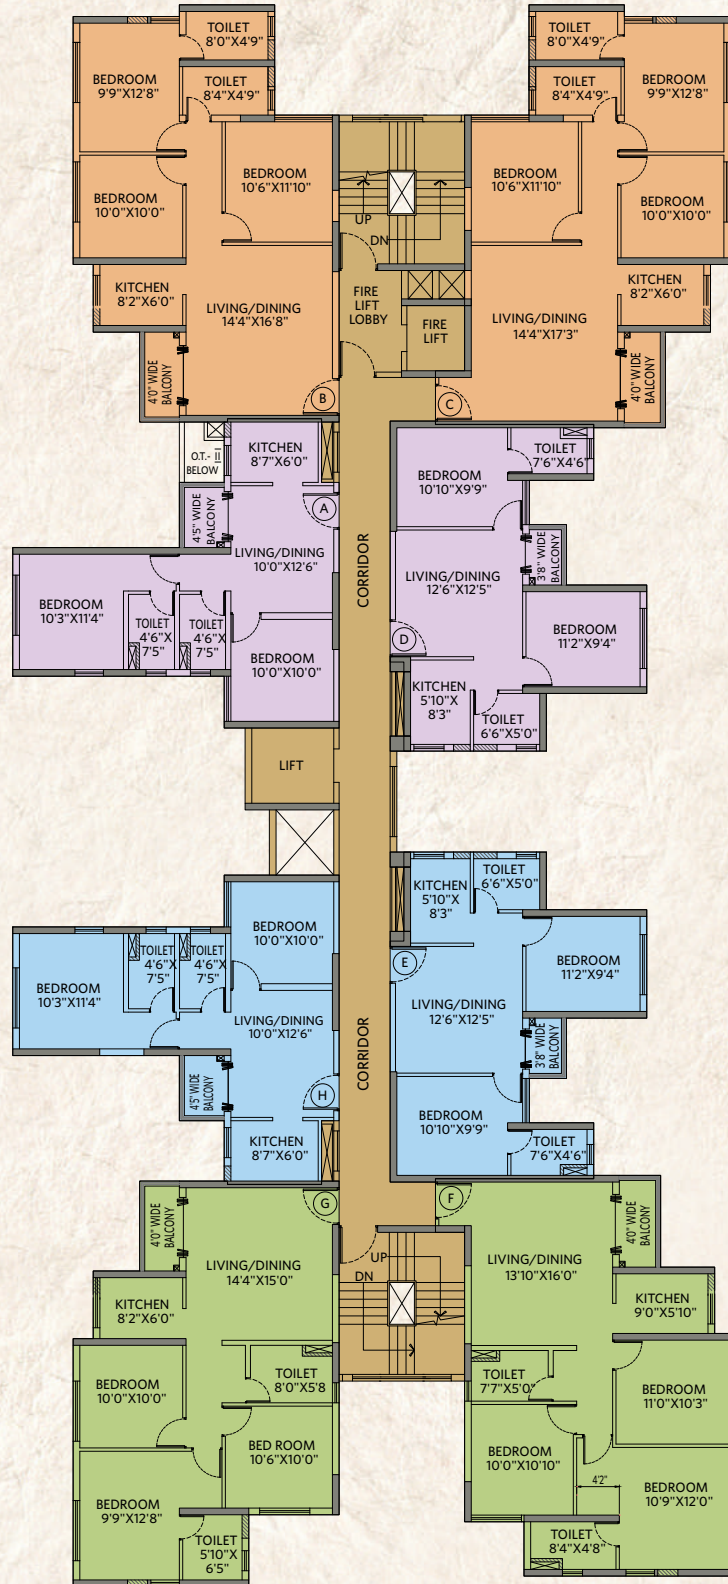 TOILET
8'0"X4'9"
BEDROOM
9'9"X12'8"
TOILET
8'4"X4'9"
BEDROOM
10'6"X11'10"
BEDROOM
10'0"X10'0"
KITCHEN
8'2"X6'0"
LIVING/DINING
14'4"X16'8"
4'0" WIDE
BALCONY
B
UP
DN
FIRE
LIFT
LOBBY
FIRE
LIFT
TOILET
8'0"X4'9"
TOILET
8'4"X4'9"
BEDROOM
9'9"X12'8"
BEDROOM
10'6"X11'10"
BEDROOM
10'0"X10'0"
KITCHEN
8'2"X6'0"
LIVING/DINING
14'4"X17'3"
4'0" WIDE
BALCONY
C
O.T.- II
BELOW
KITCHEN
8'7"X6'0"
A
4'5" WIDE
BALCONY
LIVING/DINING
10'0"X12'6"
BEDROOM
10'3"X11'4"
TOILET
4'6"X
7'5"
TOILET
4'6"X
7'5"
BEDROOM
10'0"X10'0"
CORRIDOR
BEDROOM
10'10"X9'9"
TOILET
7'6"X4'6"
LIVING/DINING
12'6"X12'5"
3'8" WIDE
BALCONY
D
BEDROOM
11'2"X9'4"
KITCHEN
5'10"X
8'3"
TOILET
6'6"X5'0"
LIFT
BEDROOM
10'0"X10'0"
BEDROOM
10'3"X11'4"
TOILET
4'6"X
7'5"
TOILET
4'6"X
7'5"
LIVING/DINING
10'0"X12'6"
4'5" WIDE
BALCONY
H
KITCHEN
8'7"X6'0"
CORRIDOR
KITCHEN
5'10"X
8'3"
TOILET
6'6"X5'0"
E
BEDROOM
11'2"X9'4"
LIVING/DINING
12'6"X12'5"
3'8" WIDE
BALCONY
BEDROOM
10'10"X9'9"
TOILET
7'6"X4'6"
G
4'0" WIDE
BALCONY
LIVING/DINING
14'4"X15'0"
KITCHEN
8'2"X6'0"
TOILET
8'0"X5'8
BEDROOM
10'0"X10'0"
BED ROOM
10'6"X10'0"
BEDROOM
9'9"X12'8"
TOILET
5'10"X
6'5"
UP
DN
F
4'0" WIDE
BALCONY
LIVING/DINING
13'10"X16'0"
KITCHEN
9'0"X5'10"
TOILET
7'7"X5'0"
BEDROOM
11'0"X10'3"
BEDROOM
10'0"X10'10"
4'2"
BEDROOM
10'9"X12'0"
TOILET
8'4"X4'8"